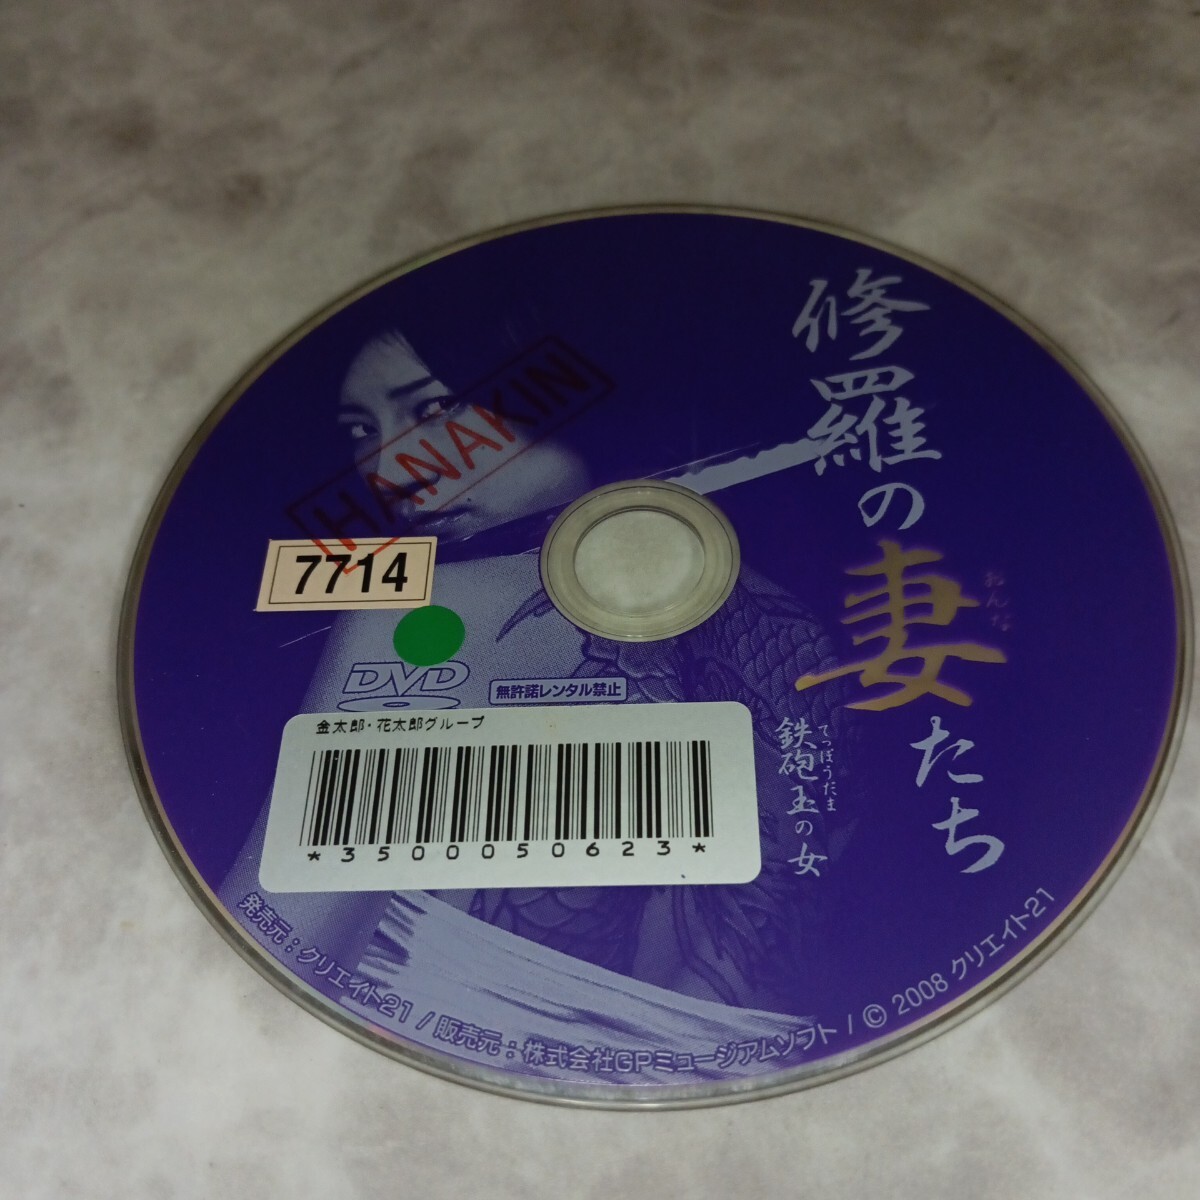 修羅の妻たち
おんな
鉄砲玉の女
てっぽうだま
HANAKIN
7714
DVD
無許諾レンタル禁止
金太郎・花太郎グループ
*3500050623*
発売元：クリエイト21 / 販売元：株式会社GPミュージアムソフト / © 2008 クリエイト21